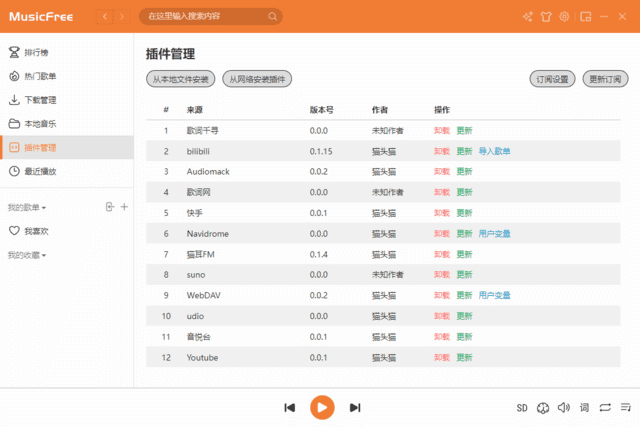 MusicFree
在这里输入搜索内容
排行榜
热门歌单
下载管理
本地音乐
插件管理
最近播放
我的歌单
我喜欢
我的收藏
插件管理
从本地文件安装 从网络安装插件 订阅设置 更新订阅
# 来源 版本号 作者 操作
1 歌词千寻 0.0.0 未知作者 卸载 更新
2 bilibili 0.1.15 猫头猫 卸载 更新 导入歌单
3 Audiomack 0.0.2 猫头猫 卸载 更新
4 歌词网 0.0.0 未知作者 卸载 更新
5 快手 0.0.1 猫头猫 卸载 更新
6 Navidrome 0.0.0 猫头猫 卸载 更新 用户变量
7 猫耳FM 0.1.4 猫头猫 卸载 更新
8 suno 0.0.0 未知作者 卸载 更新
9 WebDAV 0.0.2 猫头猫 卸载 更新 用户变量
10 udio 0.0.0 猫头猫 卸载 更新
11 音悦台 0.0.1 猫头猫 卸载 更新
12 Youtube 0.0.1 猫头猫 卸载 更新
SD 词